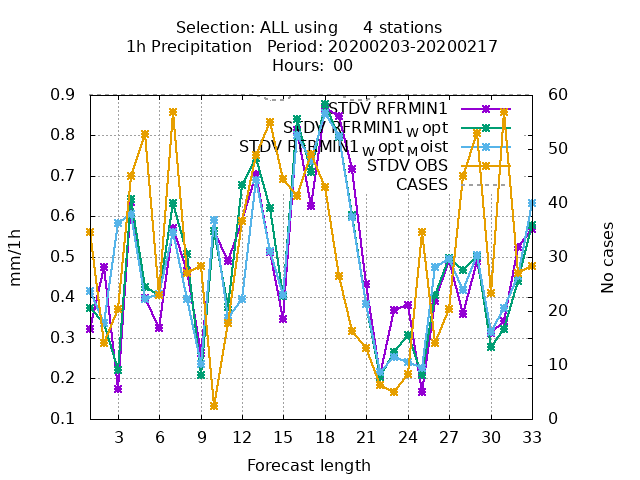 Selection: ALL using     4 stations
1h Precipitation   Period: 20200203-20200217
Hours:  00
0.9
0.8
0.7
0.6
0.5
0.4
0.3
0.2
0.1
mm/1h
60
50
40
30
20
10
0
No cases
STDV RFRMIN1
STDV RFRMIN1_W opt
STDV RFRMIN1_W opt_M oist
STDV OBS
CASES
3 6 9 12 15 18 21 24 27 30 33
Forecast length